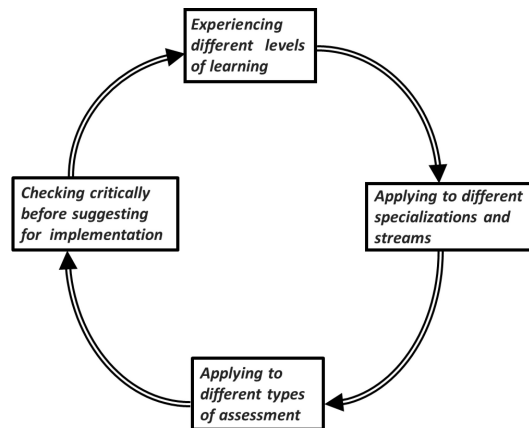 Experiencing
different levels
of learning
Applying to different
specializations and
streams
Applying to
different types
of assessment
Checking critically
before suggesting
for implementation